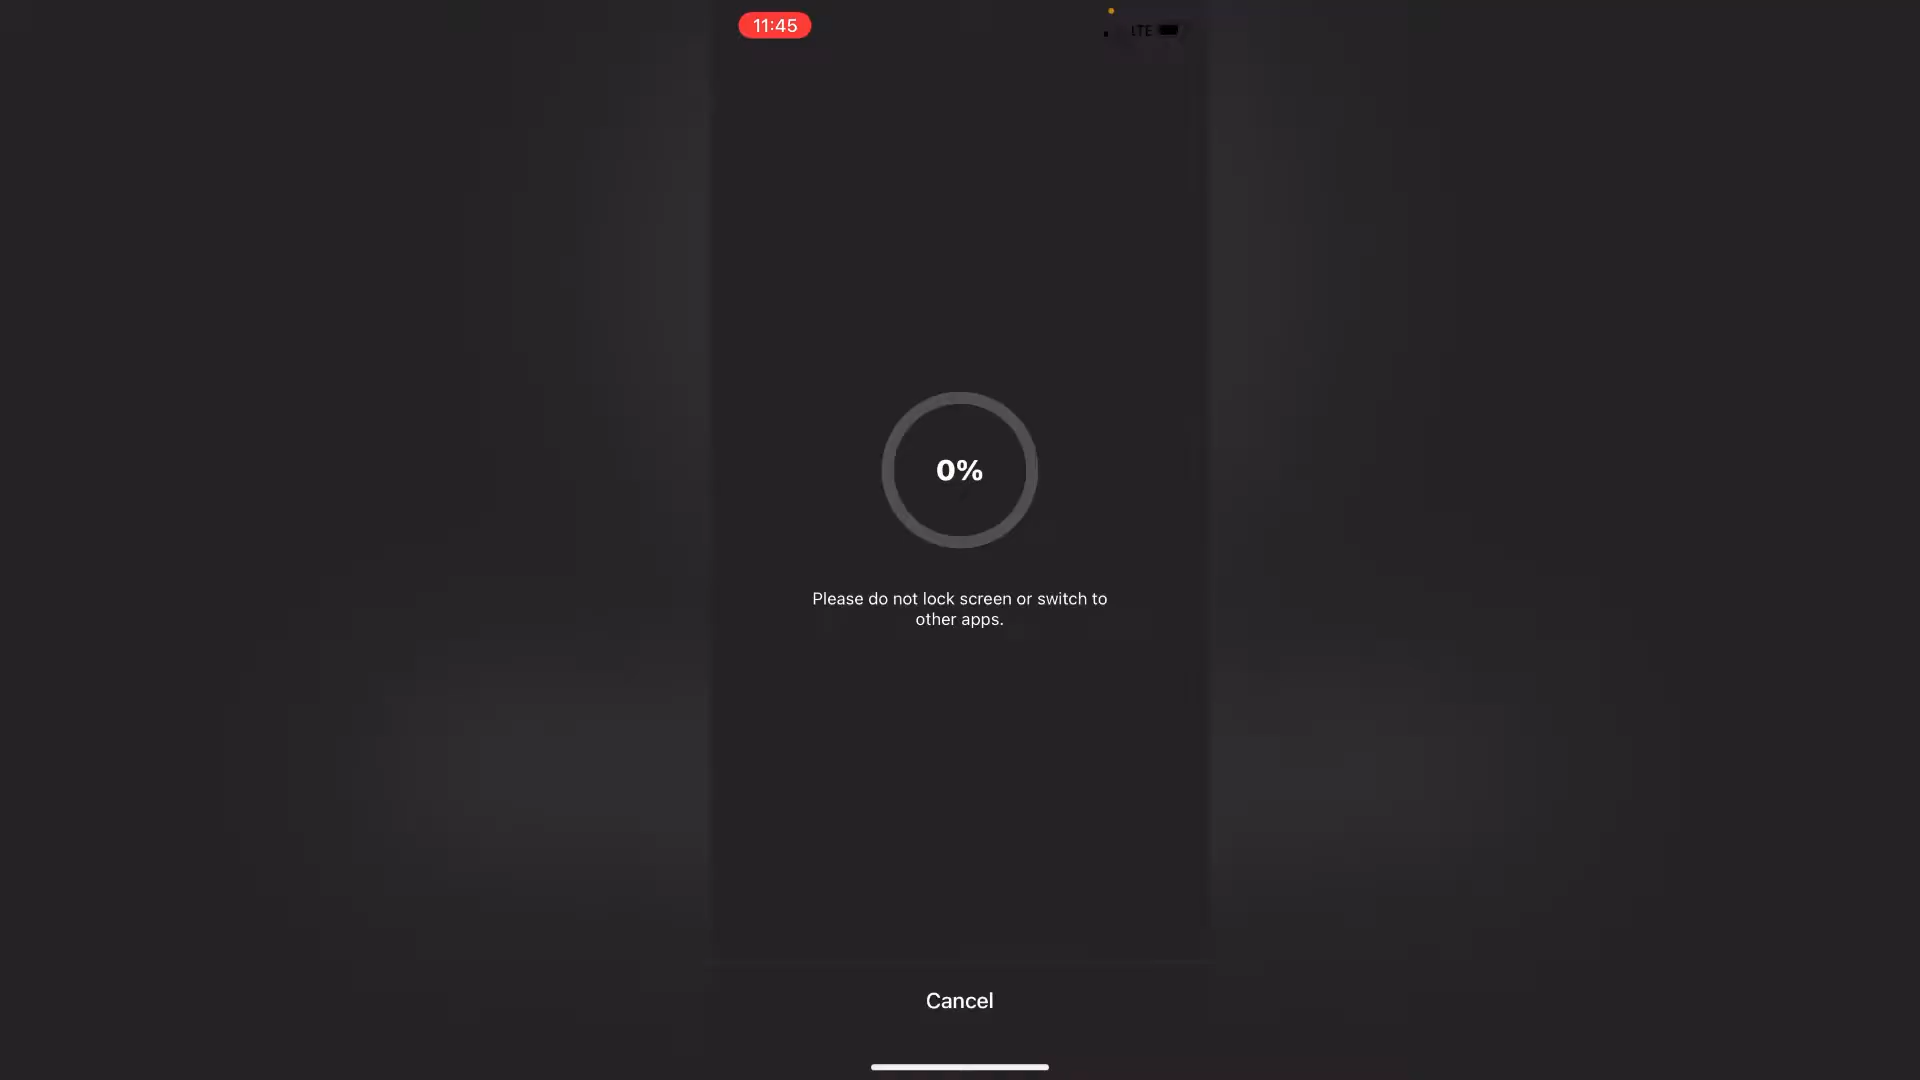 11:45
LTE
0%
Please do not lock screen or switch to
other apps.
Cancel